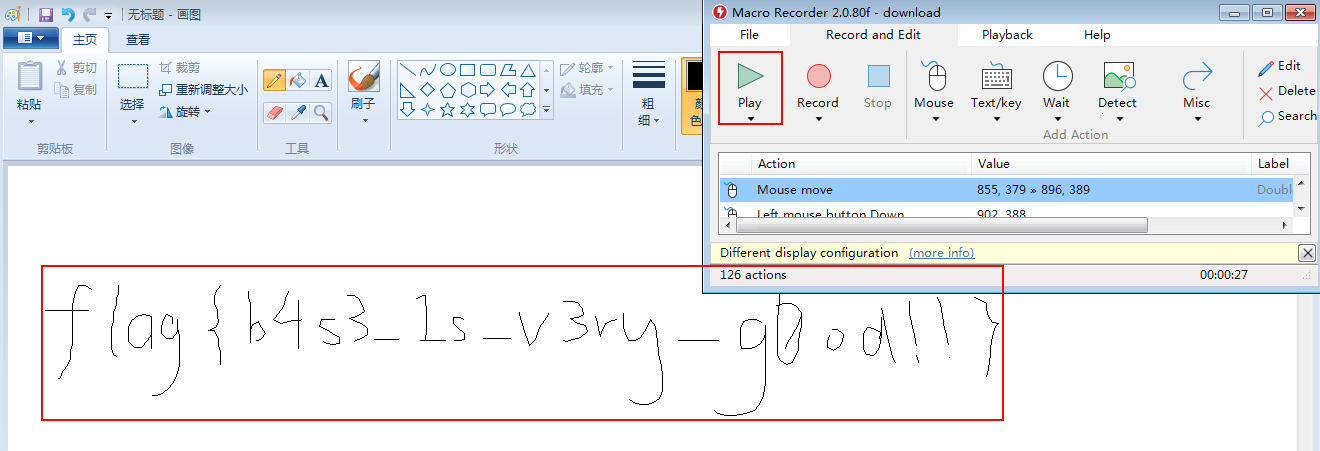 无标题 - 画图
主页 查看
粘贴 剪切 复制 剪贴板
选择 裁剪 重新调整大小 旋转 图像
A 工具
刷子
形状 轮廓 填充
粗细
颜色
Macro Recorder 2.0.80f - download
File Record and Edit Playback Help
Play Record Stop Mouse Text/key Wait Detect Misc
Edit
Delete
Search
Add Action
Action Value Label
Mouse move 855, 379 » 896, 389 Doubl
Left mouse button Down 902, 388
Different display configuration (more info)
126 actions 00:00:27
flag{b4s3_1s_v3ry_g0od!!}